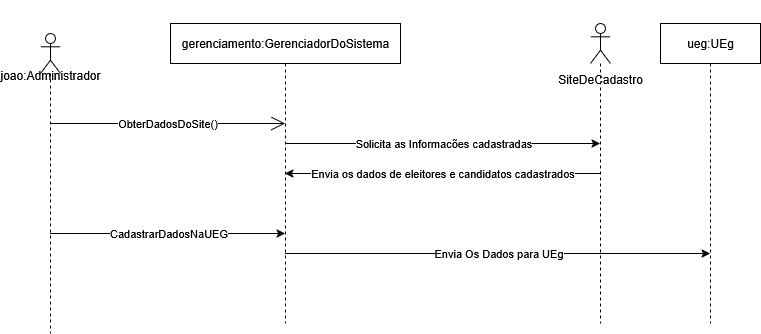 gerenciamento:GerenciadorDoSistema
ueg:UEg
joao:Administrador
SiteDeCadastro
ObterDadosDoSite()
Solicita as Informacões cadastradas
Envia os dados de eleitores e candidatos cadastrados
CadastrarDadosNaUEG
Envia Os Dados para UEg